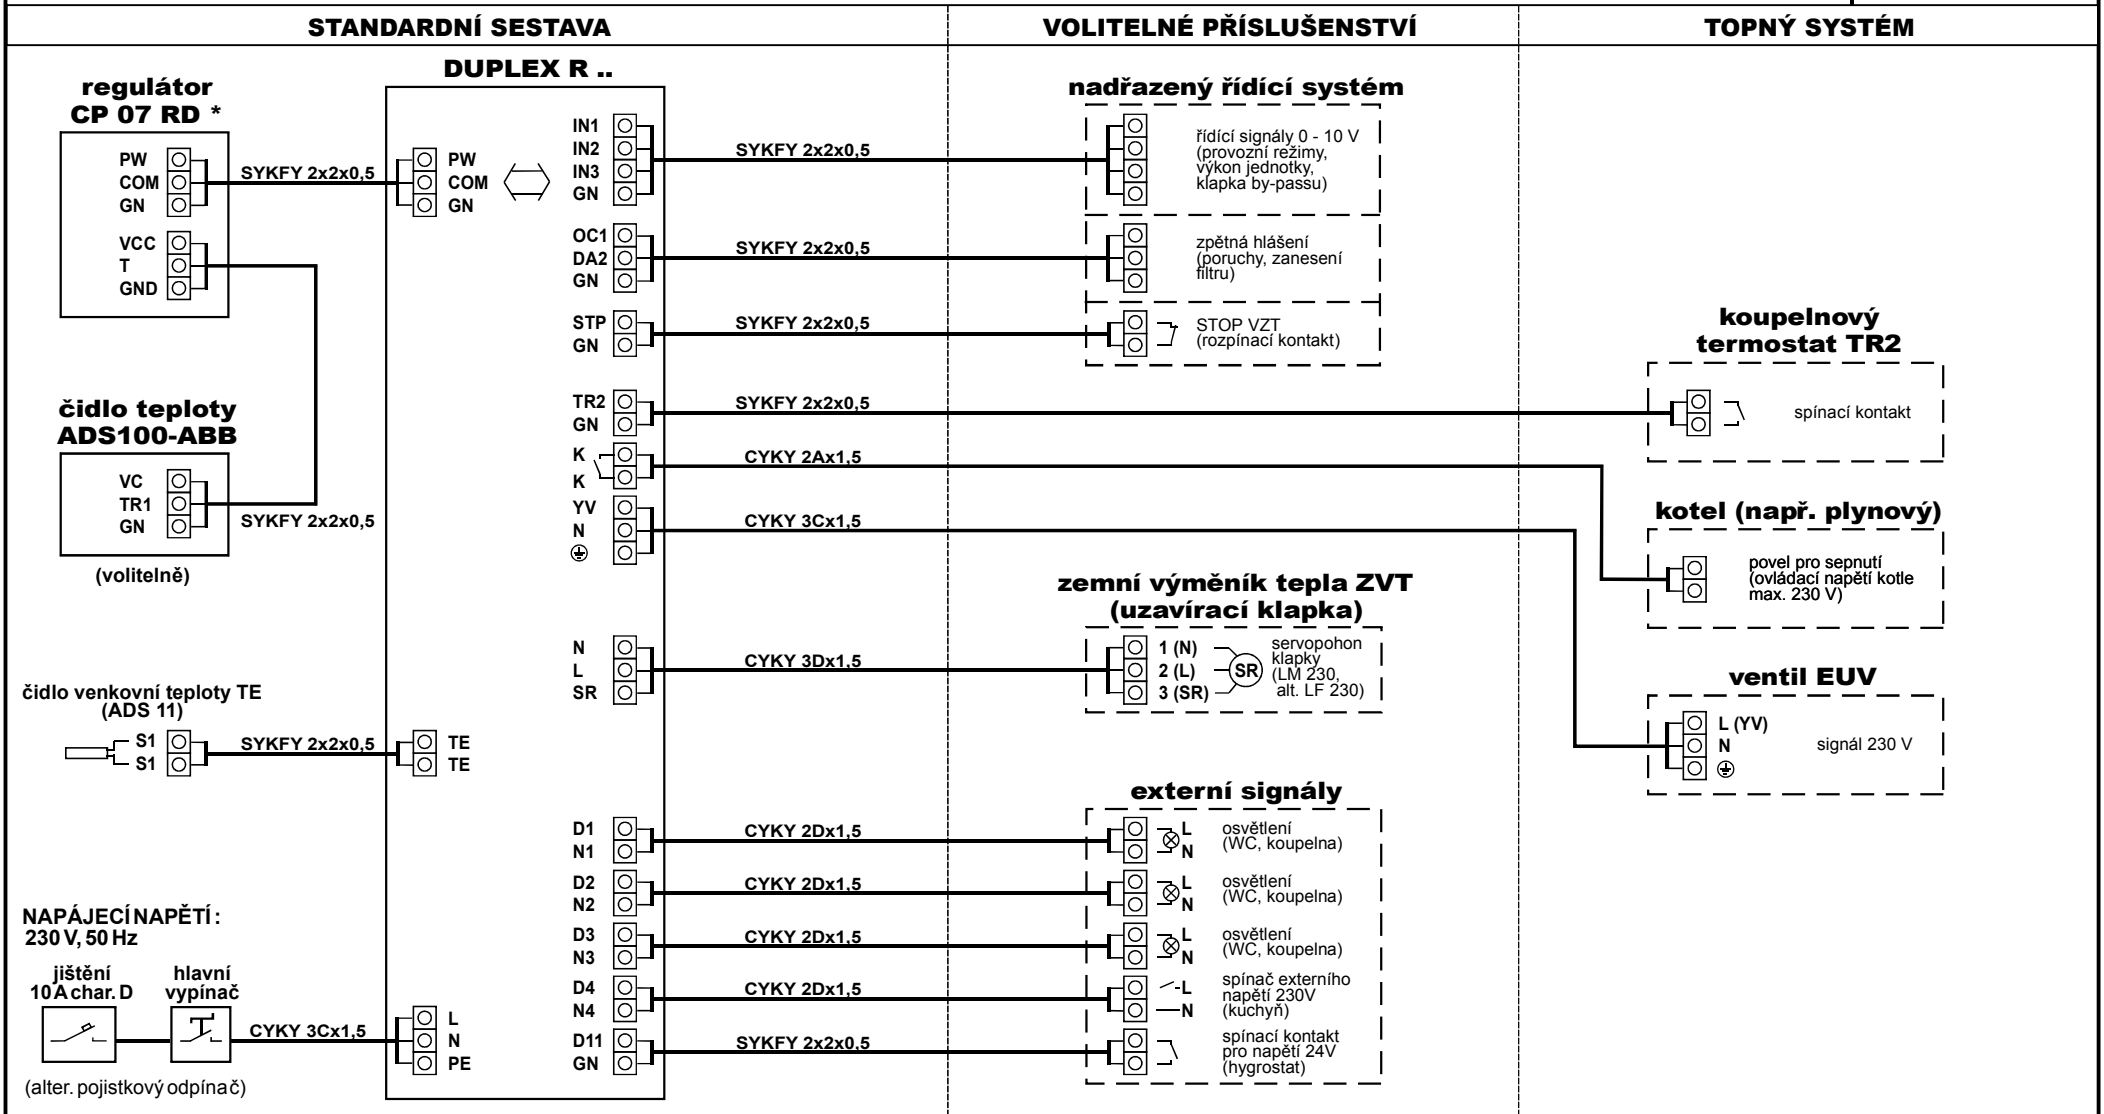 STANDARDNÍ SESTAVA
VOLITELNÉ PŘÍSLUŠENSTVÍ
TOPNÝ SYSTÉM
DUPLEX R ..
regulátor
CP 07 RD *
PW
COM
GN
VCC
T
GND
SYKFY 2x2x0,5
PW
COM
GN
čidlo teploty
ADS100-ABB
VC
TR1
GN
SYKFY 2x2x0,5
(volitelně)
čidlo venkovní teploty TE
(ADS 11)
S1
S1
SYKFY 2x2x0,5
TE
TE
NAPÁJECÍ NAPĚTÍ :
230 V, 50 Hz
jištění
10 A char. D
hlavní
vypínač
CYKY 3Cx1,5
L
N
PE
(alter. pojistkový odpínač)
IN1
IN2
IN3
GN
SYKFY 2x2x0,5
OC1
DA2
GN
SYKFY 2x2x0,5
STP
GN
SYKFY 2x2x0,5
TR2
GN
SYKFY 2x2x0,5
K
K
CYKY 2Ax1,5
YV
N
CYKY 3Cx1,5
N
L
SR
CYKY 3Dx1,5
D1
N1
CYKY 2Dx1,5
D2
N2
CYKY 2Dx1,5
D3
N3
CYKY 2Dx1,5
D4
N4
CYKY 2Dx1,5
D11
GN
SYKFY 2x2x0,5
nadřazený řídící systém
řídící signály 0 - 10 V
(provozní režimy,
výkon jednotky,
klapka by-passu)
zpětná hlášení
(poruchy, zanesení
filtru)
STOP VZT
(rozpínací kontakt)
zemní výměník tepla ZVT
(uzavírací klapka)
1 (N)
2 (L)
3 (SR)
SR
servopohon
klapky
(LM 230,
alt. LF 230)
externí signály
L
N
osvětlení
(WC, koupelna)
L
N
osvětlení
(WC, koupelna)
L
N
osvětlení
(WC, koupelna)
L
N
spínač externího
napětí 230V
(kuchyň)
spínací kontakt
pro napětí 24V
(hygrostat)
koupelnový
termostat TR2
spínací kontakt
kotel (např. plynový)
povel pro sepnutí
(ovládací napětí kotle
max. 230 V)
ventil EUV
L (YV)
N
signál 230 V